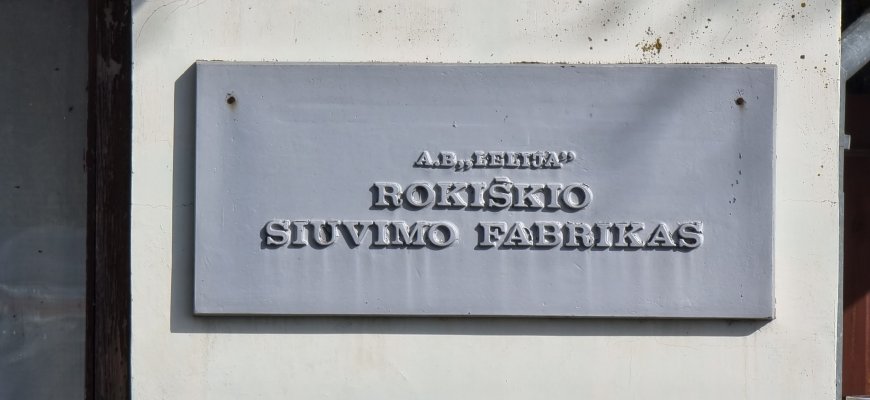 A.B „LELIJA”
ROKIŠKIO
SIUVIMO FABRIKAS